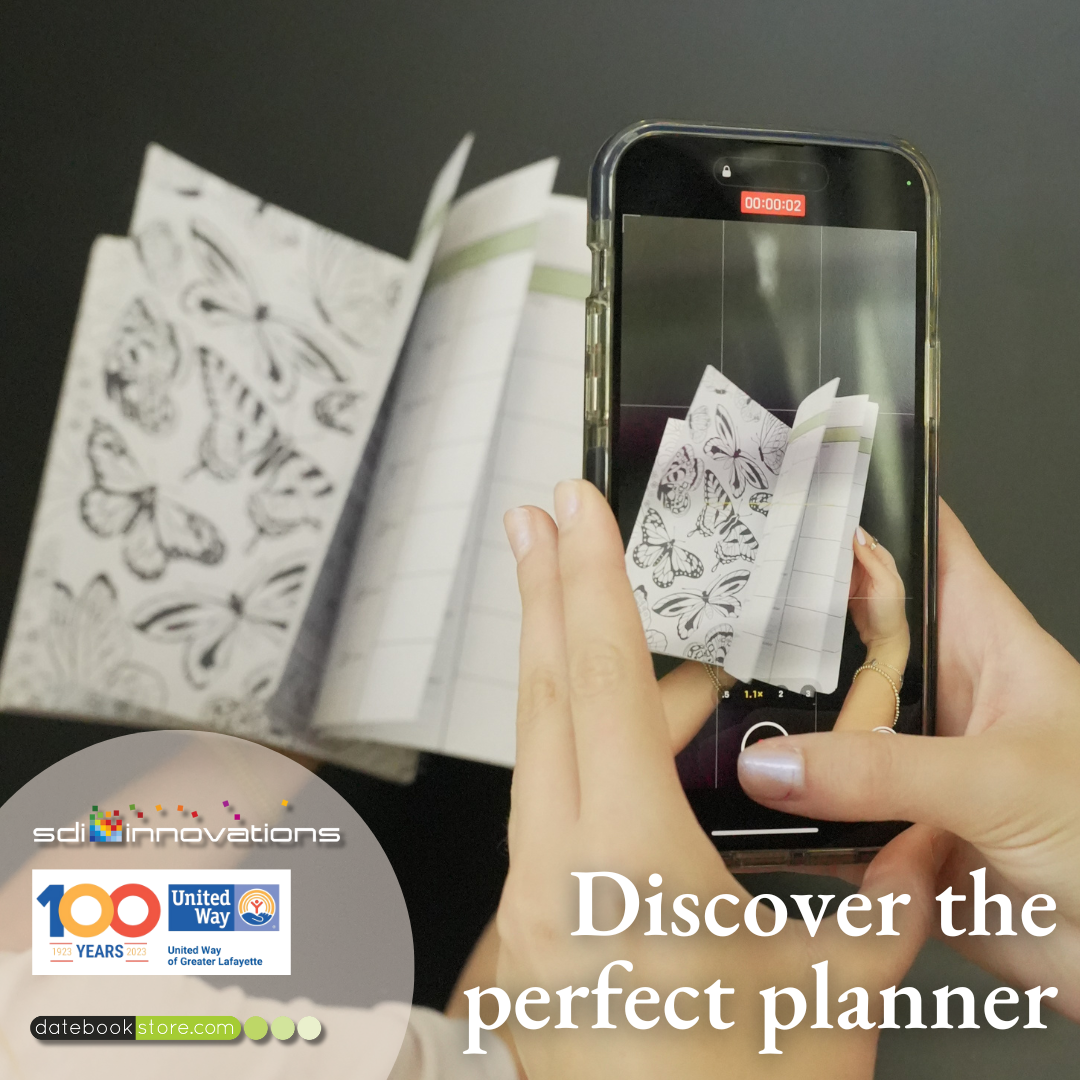 00:00:02
.5 1.1× 2 3
sdi innovations
100
1923 YEARS 2023
United
Way
United Way
of Greater Lafayette
datebookstore.com
Discover the
perfect planner